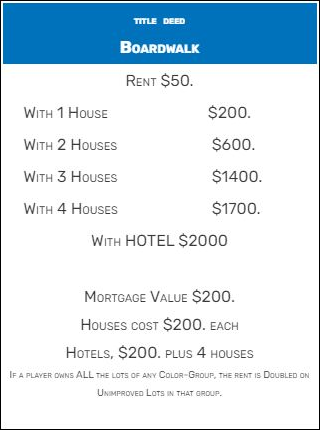 TITLE DEED
BOARDWALK
RENT $50.
WITH 1 HOUSE $200.
WITH 2 HOUSES $600.
WITH 3 HOUSES $1400.
WITH 4 HOUSES $1700.
WITH HOTEL $2000
MORTGAGE VALUE $200.
HOUSES COST $200. EACH
HOTELS, $200. PLUS 4 HOUSES
IF A PLAYER OWNS ALL THE LOTS OF ANY COLOR-GROUP, THE RENT IS DOUBLED ON
UNIMPROVED LOTS IN THAT GROUP.